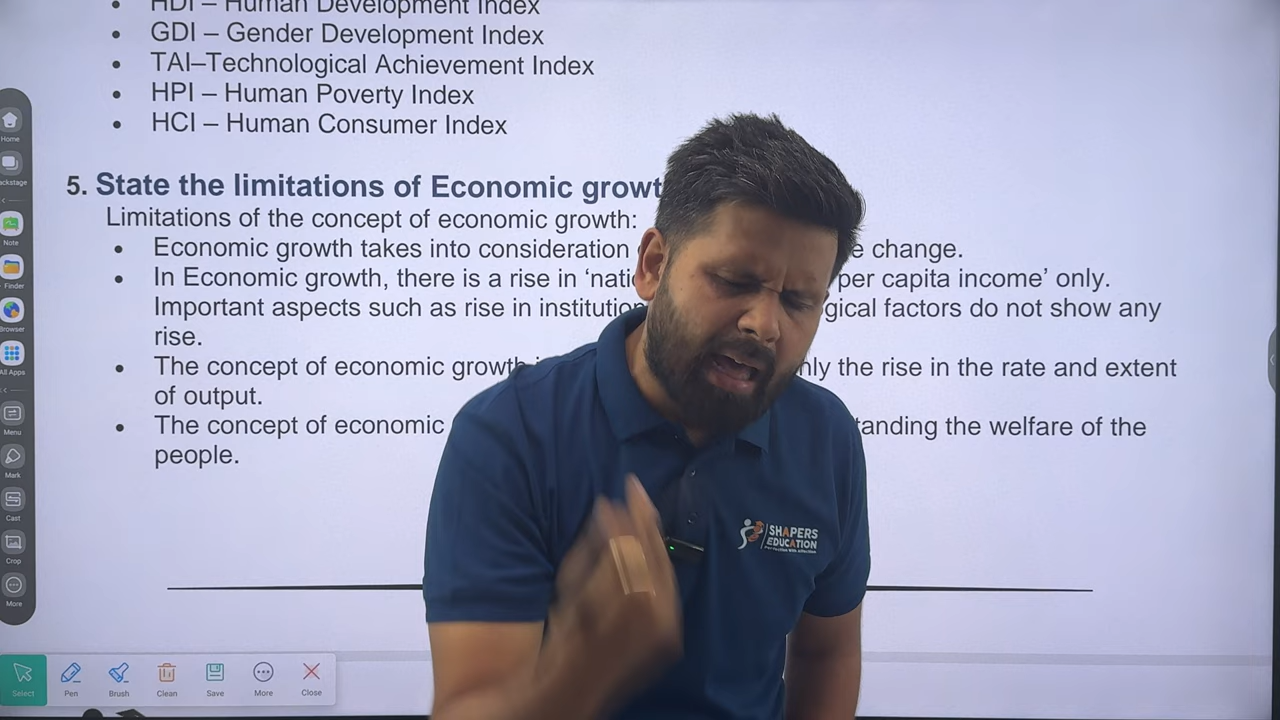 HDI – Human Development Index
GDI – Gender Development Index
TAI–Technological Achievement Index
HPI – Human Poverty Index
HCI – Human Consumer Index
5. State the limitations of Economic growt
Limitations of the concept of economic growth:
Economic growth takes into consideration e change.
In Economic growth, there is a rise in ‘nati per capita income’ only.
Important aspects such as rise in institutio gical factors do not show any
rise.
The concept of economic growth nly the rise in the rate and extent
of output.
The concept of economic tanding the welfare of the
people.
Home
ackstage
Note
Finder
Browser
All Apps
Menu
Mark
Cast
Crop
More
SHAPERS
EDUCATION
Select
Pen
Brush
Clean
Save
More
Close